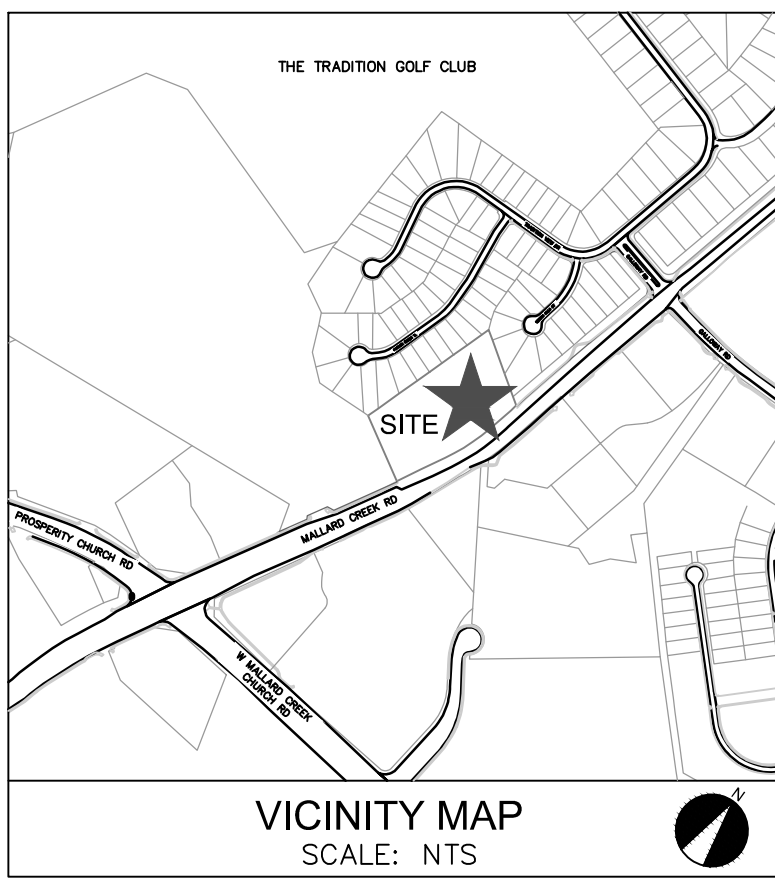 THE TRADITION GOLF CLUB
GALLOWAY RD
SITE
MALLARD CREEK RD
PROSPERITY CHURCH RD
W MALLARD CREEK
CHURCH RD
VICINITY MAP
SCALE: NTS
N